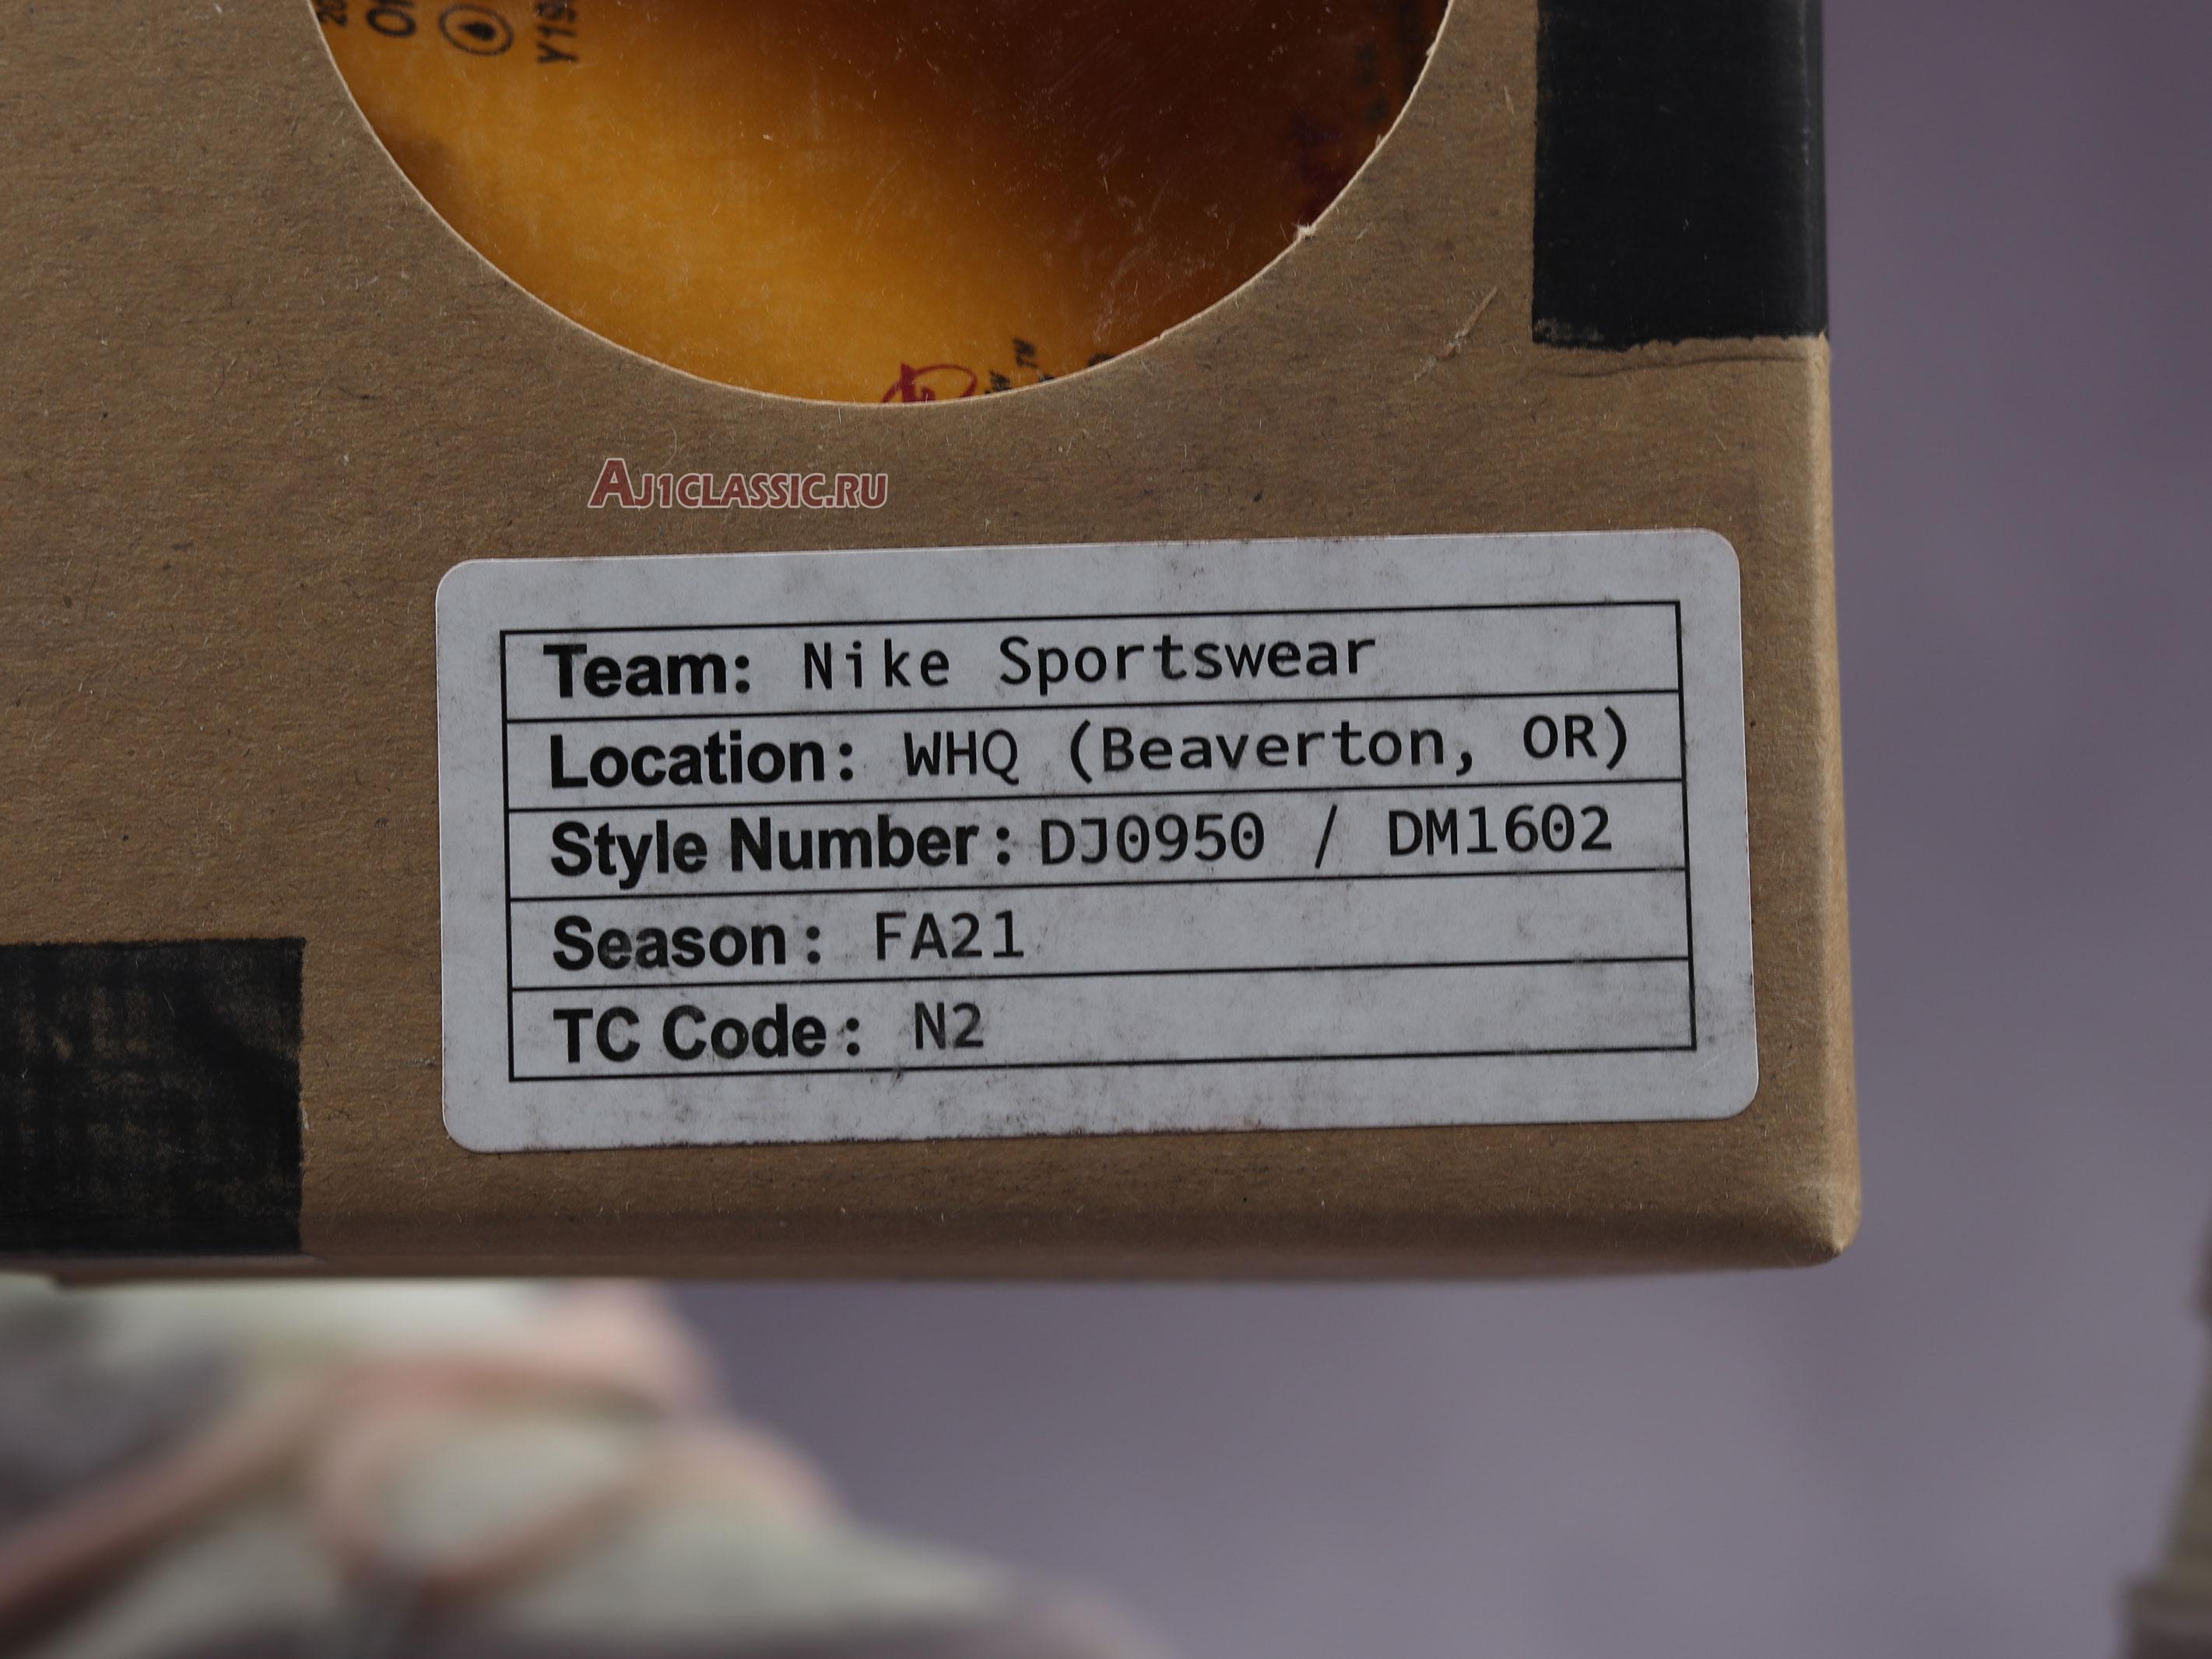 Aj1classic.ru
Team: Nike Sportswear
Location: WHQ (Beaverton, OR)
Style Number: DJ0950 / DM1602
Season: FA21
TC Code: N2